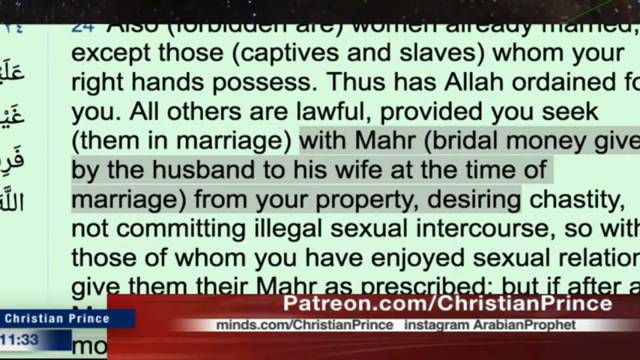 24 Also (forbidden are) women already married,
except those (captives and slaves) whom your
right hands possess. Thus has Allah ordained fo
you. All others are lawful, provided you seek
(them in marriage) with Mahr (bridal money give
by the husband to his wife at the time of
marriage) from your property, desiring chastity,
not committing illegal sexual intercourse, so with
those of whom you have enjoyed sexual relation
give them their Mahr as prescribed; but if after a
mo
Patreon.com/ChristianPrince
minds.com/ChristianPrince instagram ArabianProphet
Christian Prince
11:33